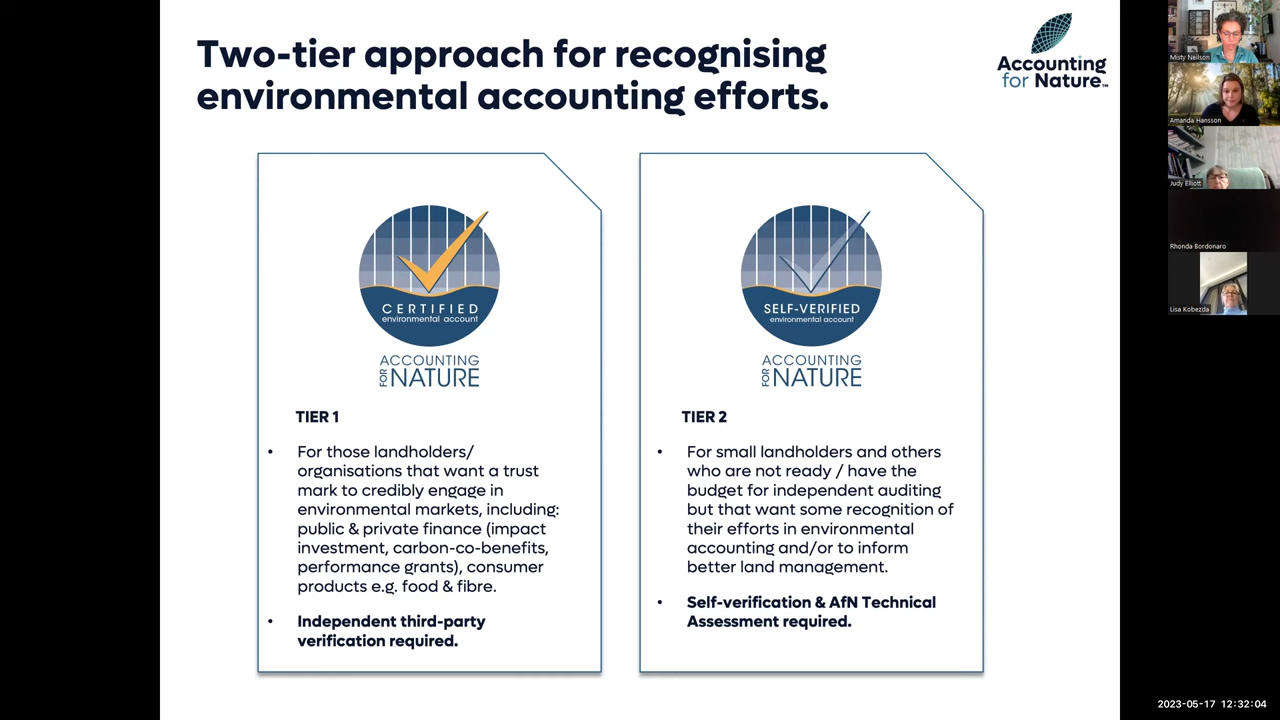 Two-tier approach for recognising
environmental accounting efforts.
Accounting
for Nature™
CERTIFIED
environmental account
ACCOUNTING
FOR NATURE
TIER 1
• For those landholders/
organisations that want a trust
mark to credibly engage in
environmental markets, including:
public & private finance (impact
investment, carbon-co-benefits,
performance grants), consumer
products e.g. food & fibre.
• Independent third-party
verification required.
SELF-VERIFIED
environmental account
ACCOUNTING
FOR NATURE
TIER 2
• For small landholders and others
who are not ready / have the
budget for independent auditing
but that want some recognition of
their efforts in environmental
accounting and/or to inform
better land management.
• Self-verification & AfN Technical
Assessment required.
Misty Neilson
Amanda Hansson
Judy Elliott
Rhonda Bordonaro
Lisa Kobezda
2023-05-17 12:32:04